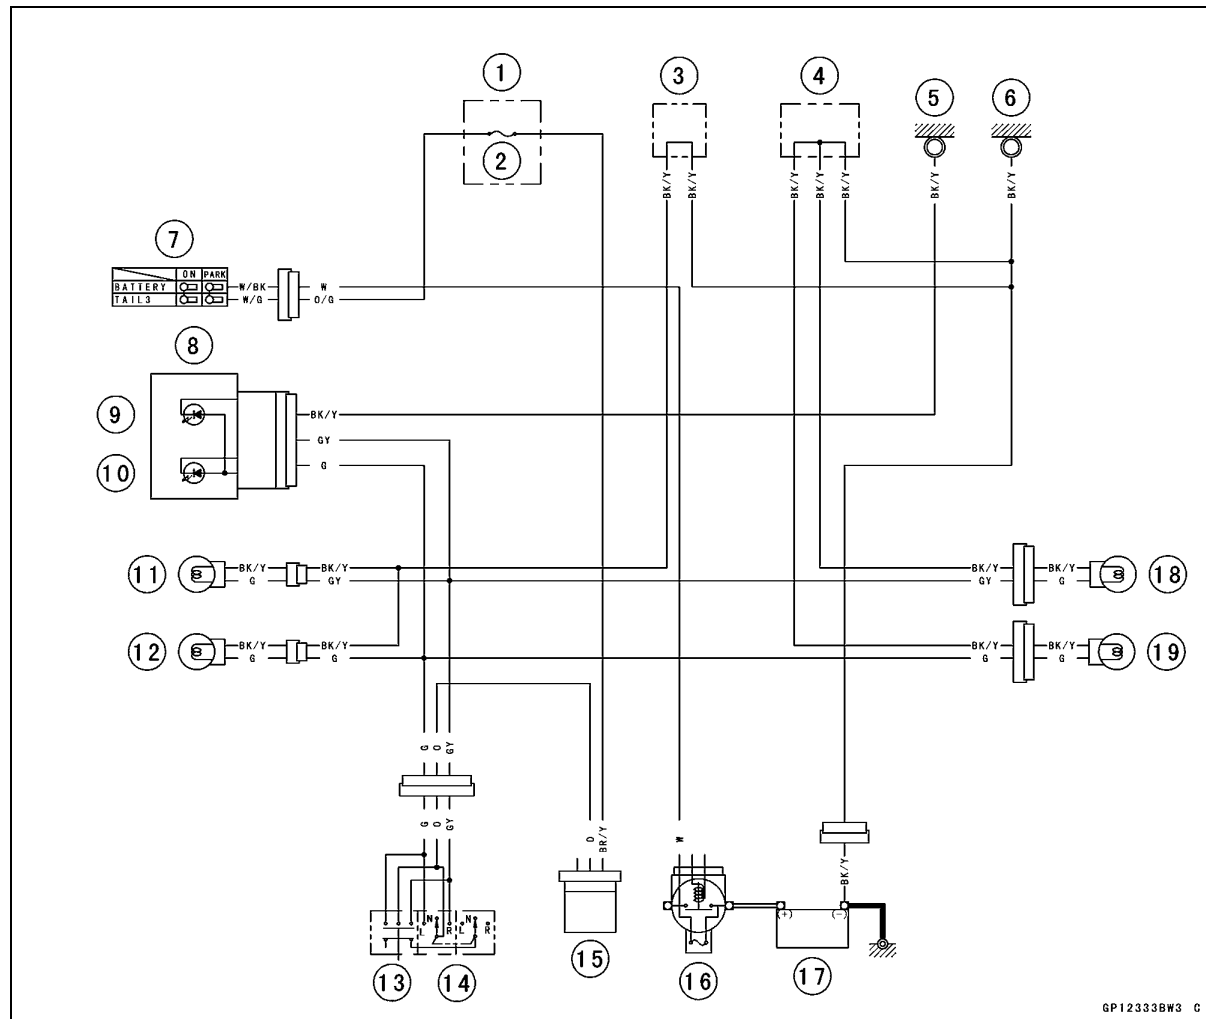 1
3
4
5
6
2
BK/Y
BK/Y
BK/Y
BK/Y
BK/Y
BK/Y
BK/Y
7
ON PARK
BATTERY
TAIL3
W/BK
W
W/G
O/G
8
9
BK/Y
GY
10
G
11
BK/Y
BK/Y
G
GY
BK/Y
BK/Y
GY
G
18
12
BK/Y
BK/Y
G
G
BK/Y
BK/Y
G
G
19
G
O
GY
G
O
GY
O
BR/Y
W
BK/Y
L
N
R
L
N
R
(+)
(-)
13
14
15
16
17
GP12333BW3 C